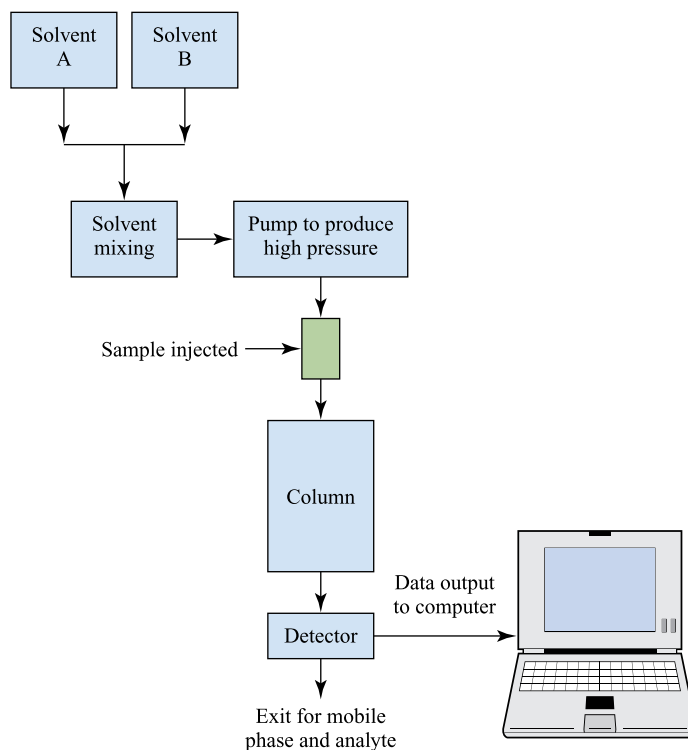 Solvent
A
Solvent
B
Solvent
mixing
Pump to produce
high pressure
Sample injected
Column
Data output
to computer
Detector
Exit for mobile
phase and analyte